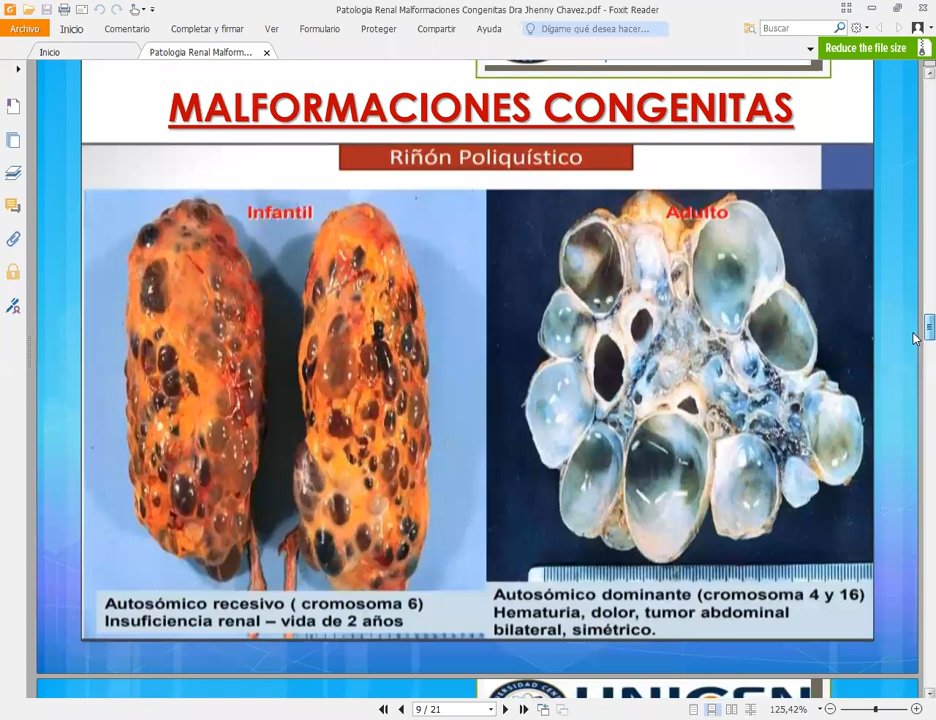 Patologia Renal Malformaciones Congenitas Dra Jhenny Chavez.pdf - Foxit Reader
Archivo Inicio Comentario Completar y firmar Ver Formulario Proteger Compartir Ayuda Dígame qué desea hacer... Buscar
Inicio Patologia Renal Malform... Reduce the file size
MALFORMACIONES CONGENITAS
Riñón Poliquístico
Infantil
Adulto
Autosómico recesivo ( cromosoma 6)
Insuficiencia renal – vida de 2 años
Autosómico dominante (cromosoma 4 y 16)
Hematuria, dolor, tumor abdominal
bilateral, simétrico.
9 / 21
125,42%